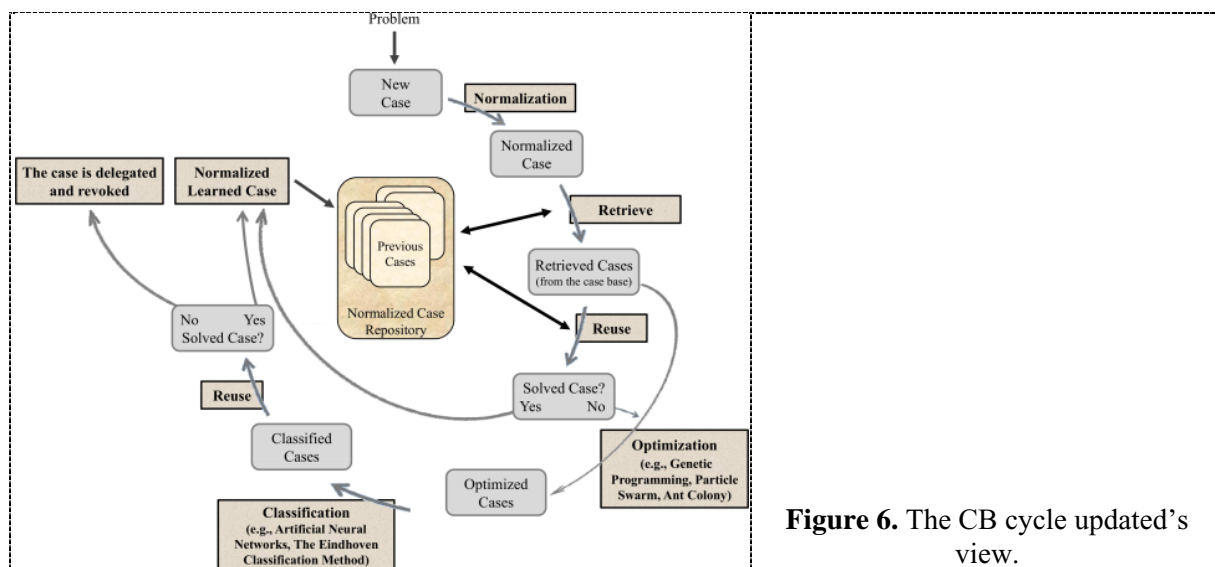 Problem
New
Case
Normalization
Normalized
Case
The case is delegated
and revoked
Normalized
Learned Case
Retrieve
Previous
Cases
Retrieved Cases
(from the case base)
Normalized Case
Repository
No Yes
Solved Case?
Reuse
Reuse
Solved Case?
Yes No
Classified
Cases
Optimization
(e.g., Genetic
Programming, Particle
Swarm, Ant Colony)
Optimized
Cases
Classification
(e.g., Artificial Neural
Networks, The Eindhoven
Classification Method)
Figure 6. The CB cycle updated’s
view.